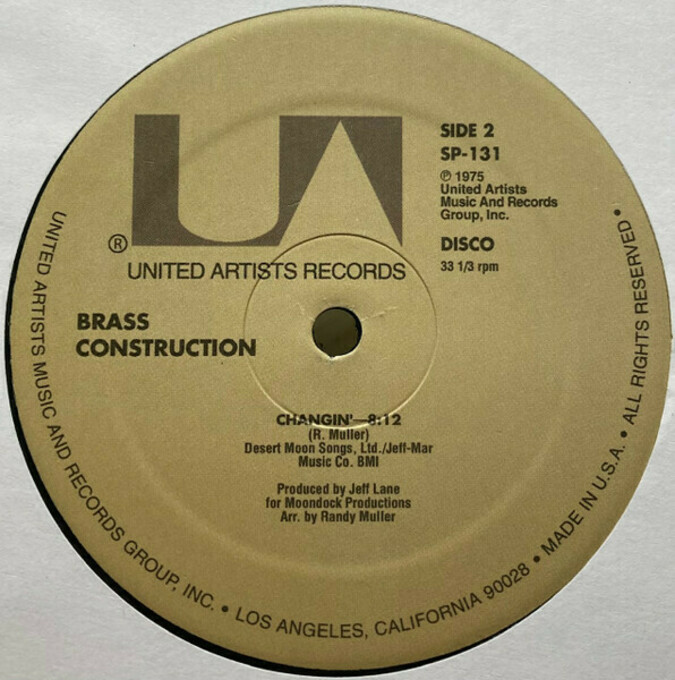 UA
SIDE 2
SP-131
℗ 1975
United Artists
Music And Records
Group, Inc.
DISCO
33 1/3 rpm
®
UNITED ARTISTS RECORDS
BRASS
CONSTRUCTION
CHANGIN'—8:12
(R. Muller)
Desert Moon Songs, Ltd./Jeff-Mar
Music Co. BMI
Produced by Jeff Lane
for Moondock Productions
Arr. by Randy Muller
UNITED ARTISTS MUSIC AND RECORDS GROUP, INC. • LOS ANGELES, CALIFORNIA 90028 • MADE IN U.S.A. • ALL RIGHTS RESERVED •